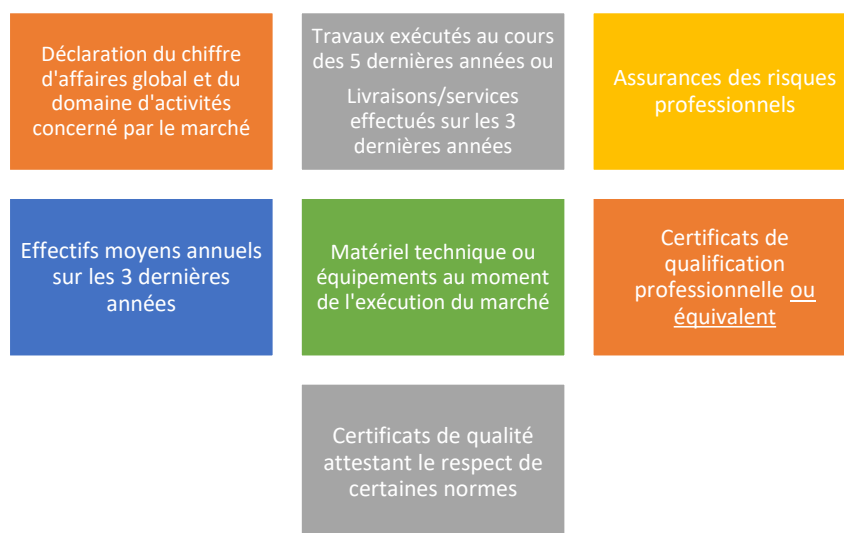 Déclaration du chiffre
d'affaires global et du
domaine d'activités
concerné par le marché
Travaux exécutés au cours
des 5 dernières années ou
Livraisons/services
effectués sur les 3
dernières années
Assurances des risques
professionnels
Effectifs moyens annuels
sur les 3 dernières
années
Matériel technique ou
équipements au moment
de l'exécution du marché
Certificats de
qualification
professionnelle ou
équivalent
Certificats de qualité
attestant le respect de
certaines normes